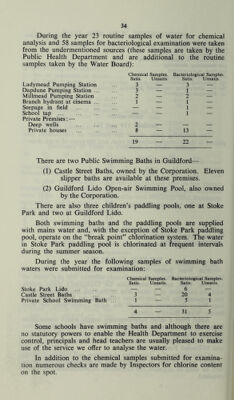 34
During the year 23 routine samples of water for chemical
analysis and 58 samples for bacteriological examination were taken
from the undermentioned sources (these samples are taken by the
Public Health Department and are additional to the routine
samples taken by the Water Board):
Chemical Samples. Bacteriological Samples.
Satis. Unsatis. Satis. Unsatis.
Ladymead Pumping Station ... 3 — 3 —
Dapdune Pumping Station ... 3 — 1 —
Millmead Pumping Station ... 2 — 2 —
Branch hydrant at cinema ... 1 — 1 —
Seepage in field ... — — 1 —
School tap ... — — 1 —
Private Premises:—
Deep wells ... 2 — — —
Private houses ... 8 — 13 —
19 — 22 —
There are two Public Swimming Baths in Guildford—
(1) Castle Street Baths, owned by the Corporation. Eleven
slipper baths are available at these premises.
(2) Guildford Lido Open-air Swimming Pool, also owned
by the Corporation.
There are also three children's paddling pools, one at Stoke
Park and two at Guildford Lido.
Both swimming baths and the paddling pools are supplied
with mains water and, with the exception of Stoke Park paddling
pool, operate on the "break point" chlorination system. The water
in Stoke Park paddling pool is chlorinated at frequent intervals
during the summer season.
During the year the following samples of swimming bath
waters were submitted for examination:
Chemical Samples. Bacteriological Samples.
Satis. Unsatis. Satis. Unsatis.
Stoke Park Lido ... — — 6 —
Castle Street Baths ... 3 — 20 4
Private School Swimming Bath ... 1 — 5 1
4 — 31 5
Some schools have swimming baths and although there are
no statutory powers to enable the Health Department to exercise
control, principals and head teachers are usually pleased to make
use of the service we offer to analyse the water.
In addition to the chemical samples submitted for examina-
tion numerous checks are made by Inspectors for chlorine content
on the spot.